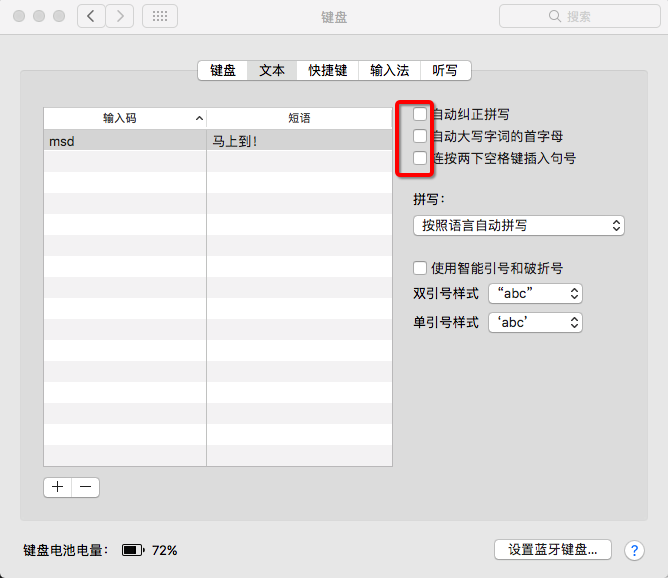 键盘
搜索
键盘 文本 快捷键 输入法 听写
输入码 短语
msd 马上到！
自动纠正拼写
自动大写字词的首字母
连按两下空格键插入句号
拼写：
按照语言自动拼写
使用智能引号和破折号
双引号样式 “abc”
单引号样式 ‘abc’
键盘电池电量： 72%
设置蓝牙键盘...
?